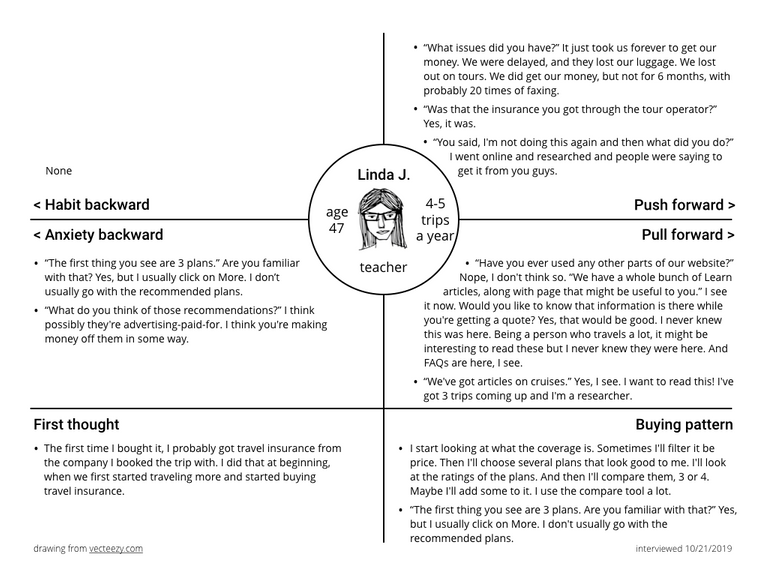 • “What issues did you have?” It just took us forever to get our
money. We were delayed, and they lost our luggage. We lost
out on tours. We did get our money, but not for 6 months, with
probably 20 times of faxing.
• “Was that the insurance you got through the tour operator?”
Yes, it was.
• “You said, I'm not doing this again and then what did you do?”
I went online and researched and people were saying to
get it from you guys.
None
< Habit backward
Push forward >
Linda J.
age
47
4-5
trips
a year
teacher
< Anxiety backward
Pull forward >
• “The first thing you see are 3 plans.” Are you familiar
with that? Yes, but I usually click on More. I don’t
usually go with the recommended plans.
• “What do you think of those recommendations?” I think
possibly they're advertising-paid-for. I think you're making
money off them in some way.
• “Have you ever used any other parts of our website?”
Nope, I don't think so. “We have a whole bunch of Learn
articles, along with page that might be useful to you.” I see
it now. Would you like to know that information is there while
you're getting a quote? Yes, that would be good. I never knew
this was here. Being a person who travels a lot, it might be
interesting to read these but I never knew they were here. And
FAQs are here, I see.
• “We've got articles on cruises.” Yes, I see. I want to read this! I've
got 3 trips coming up and I'm a researcher.
First thought
• The first time I bought it, I probably got travel insurance from
the company I booked the trip with. I did that at beginning,
when we first started traveling more and started buying
travel insurance.
Buying pattern
• I start looking at what the coverage is. Sometimes I'll filter it be
price. Then I'll choose several plans that look good to me. I'll look
at the ratings of the plans. And then I'll compare them, 3 or 4.
Maybe I'll add some to it. I use the compare tool a lot.
• “The first thing you see are 3 plans. Are you familiar with that?” Yes,
but I usually click on More. I don't usually go with the
recommended plans.
drawing from vecteezy.com
interviewed 10/21/2019